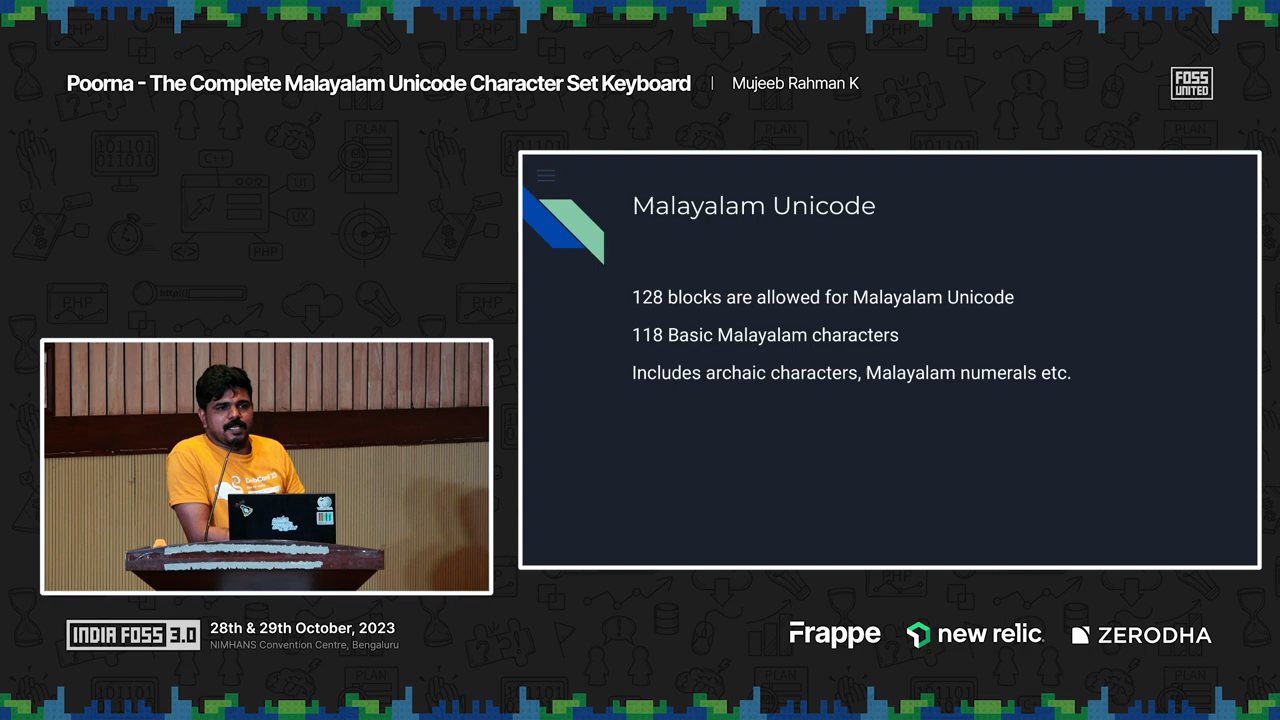 Poorna - The Complete Malayalam Unicode Character Set Keyboard | Mujeeb Rahman K
FOSS
UNITED
Malayalam Unicode
128 blocks are allowed for Malayalam Unicode
118 Basic Malayalam characters
Includes archaic characters, Malayalam numerals etc.
INDIA FOSS 3.0
28th & 29th October, 2023
NIMHANS Convention Centre, Bengaluru
Frappe
new relic
ZERODHA